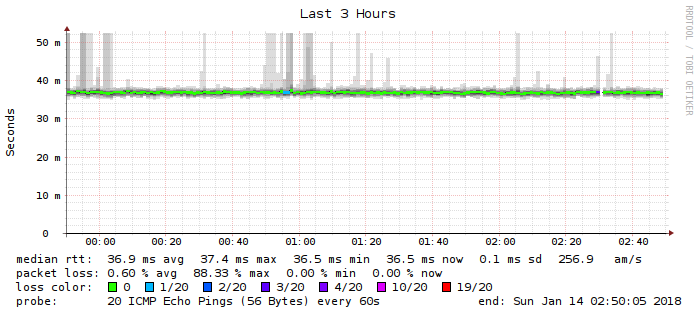 Last 3 Hours
RRDTOOL / TOBI OETIKER
Seconds
50 m
40 m
30 m
20 m
10 m
0
00:00 00:20 00:40 01:00 01:20 01:40 02:00 02:20 02:40
median rtt: 36.9 ms avg 37.4 ms max 36.5 ms min 36.5 ms now 0.1 ms sd 256.9 am/s
packet loss: 0.60 % avg 88.33 % max 0.00 % min 0.00 % now
loss color: 0 1/20 2/20 3/20 4/20 10/20 19/20
probe: 20 ICMP Echo Pings (56 Bytes) every 60s end: Sun Jan 14 02:50:05 2018